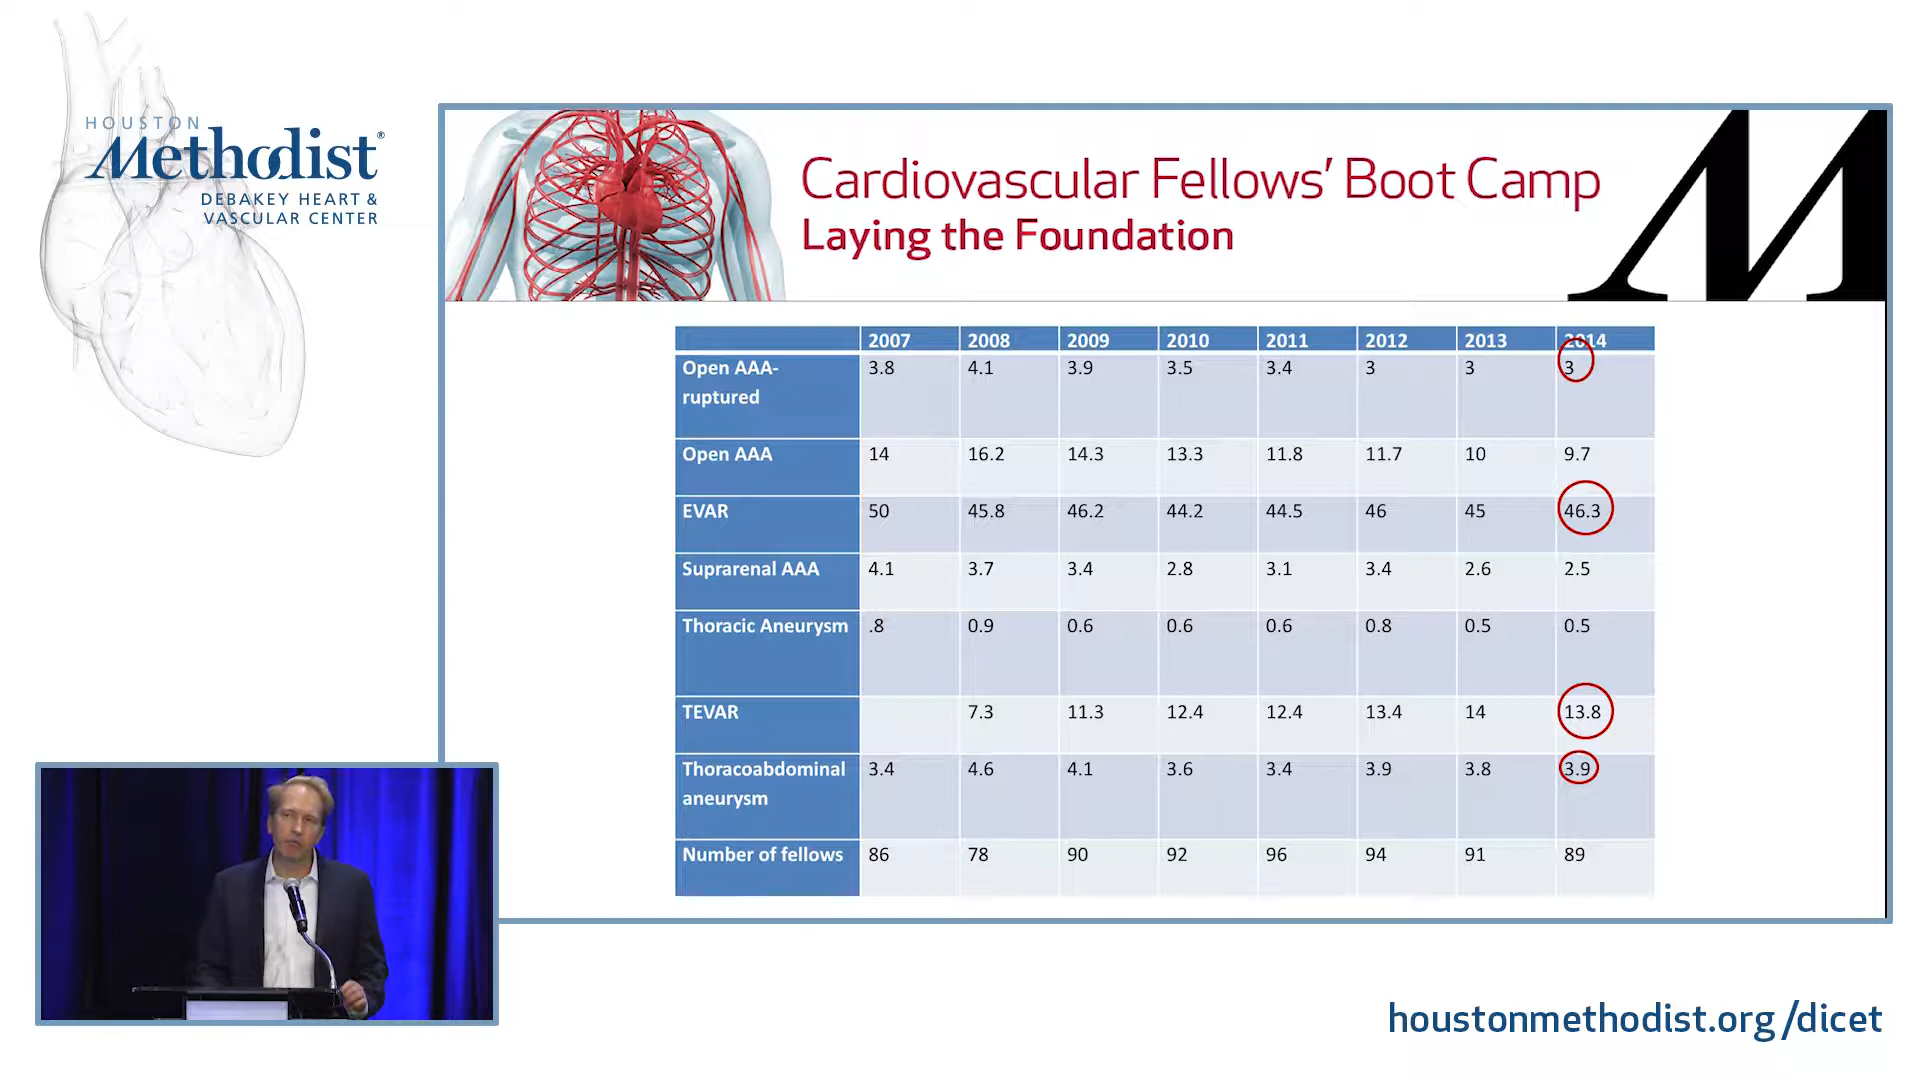 HOUSTON
Methodist®
DEBAKEY HEART &
VASCULAR CENTER
Cardiovascular Fellows' Boot Camp
Laying the Foundation
M
2007 2008 2009 2010 2011 2012 2013 2014
Open AAA- 3.8 4.1 3.9 3.5 3.4 3 3 3
ruptured
Open AAA 14 16.2 14.3 13.3 11.8 11.7 10 9.7
EVAR 50 45.8 46.2 44.2 44.5 46 45 46.3
Suprarenal AAA 4.1 3.7 3.4 2.8 3.1 3.4 2.6 2.5
Thoracic Aneurysm .8 0.9 0.6 0.6 0.6 0.8 0.5 0.5
TEVAR 7.3 11.3 12.4 12.4 13.4 14 13.8
Thoracoabdominal 3.4 4.6 4.1 3.6 3.4 3.9 3.8 3.9
aneurysm
Number of fellows 86 78 90 92 96 94 91 89
houstonmethodist.org/dicet